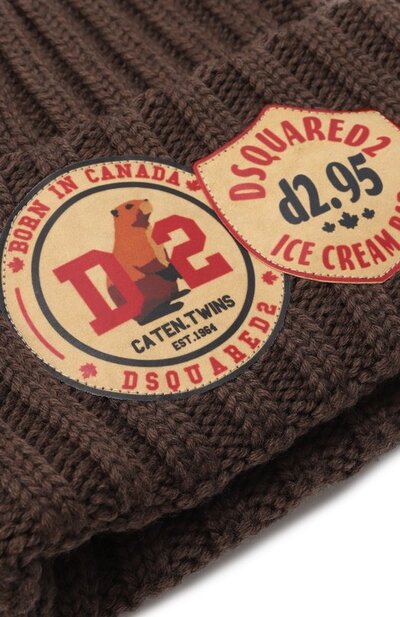 BORN IN CANADA
D2
CATEN.TWINS
EST.1964
DSQUARED2
DSQUARED2
d2.95
ICE CREAM